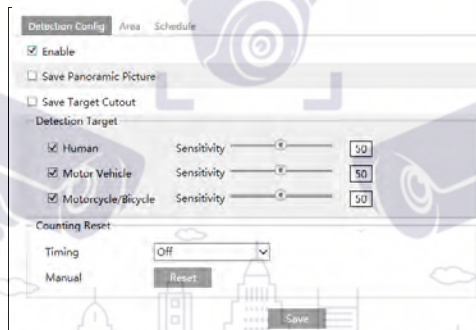 Detection Config Area Schedule
Enable
Save Panoramic Picture
Save Target Cutout
Detection Target
Human Sensitivity 50
Motor Vehicle Sensitivity 50
Motorcycle/Bicycle Sensitivity 50
Counting Reset
Timing Off
Manual Reset
Save